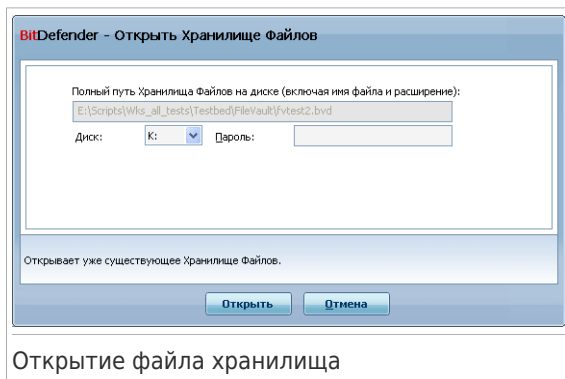 BitDefender - Открыть Хранилище Файлов
Полный путь Хранилища Файлов на диске (включая имя файла и расширение):
E:\Scripts\Wks_all_tests\Testbed\FileVault\fvtest2.bvd
Диск: K: Пароль:
Открывает уже существующее Хранилище Файлов.
Открыть Отмена
Открытие файла хранилища